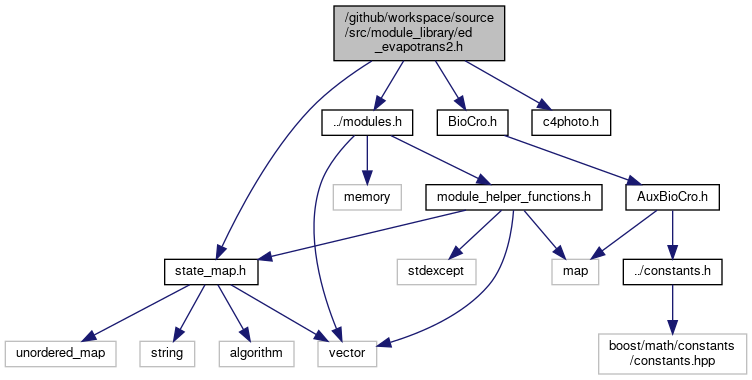 /github/workspace/source
/src/module_library/ed
_evapotrans2.h
../modules.h
BioCro.h
c4photo.h
memory
module_helper_functions.h
AuxBioCro.h
state_map.h
stdexcept
map
../constants.h
unordered_map
string
algorithm
vector
boost/math/constants
/constants.hpp